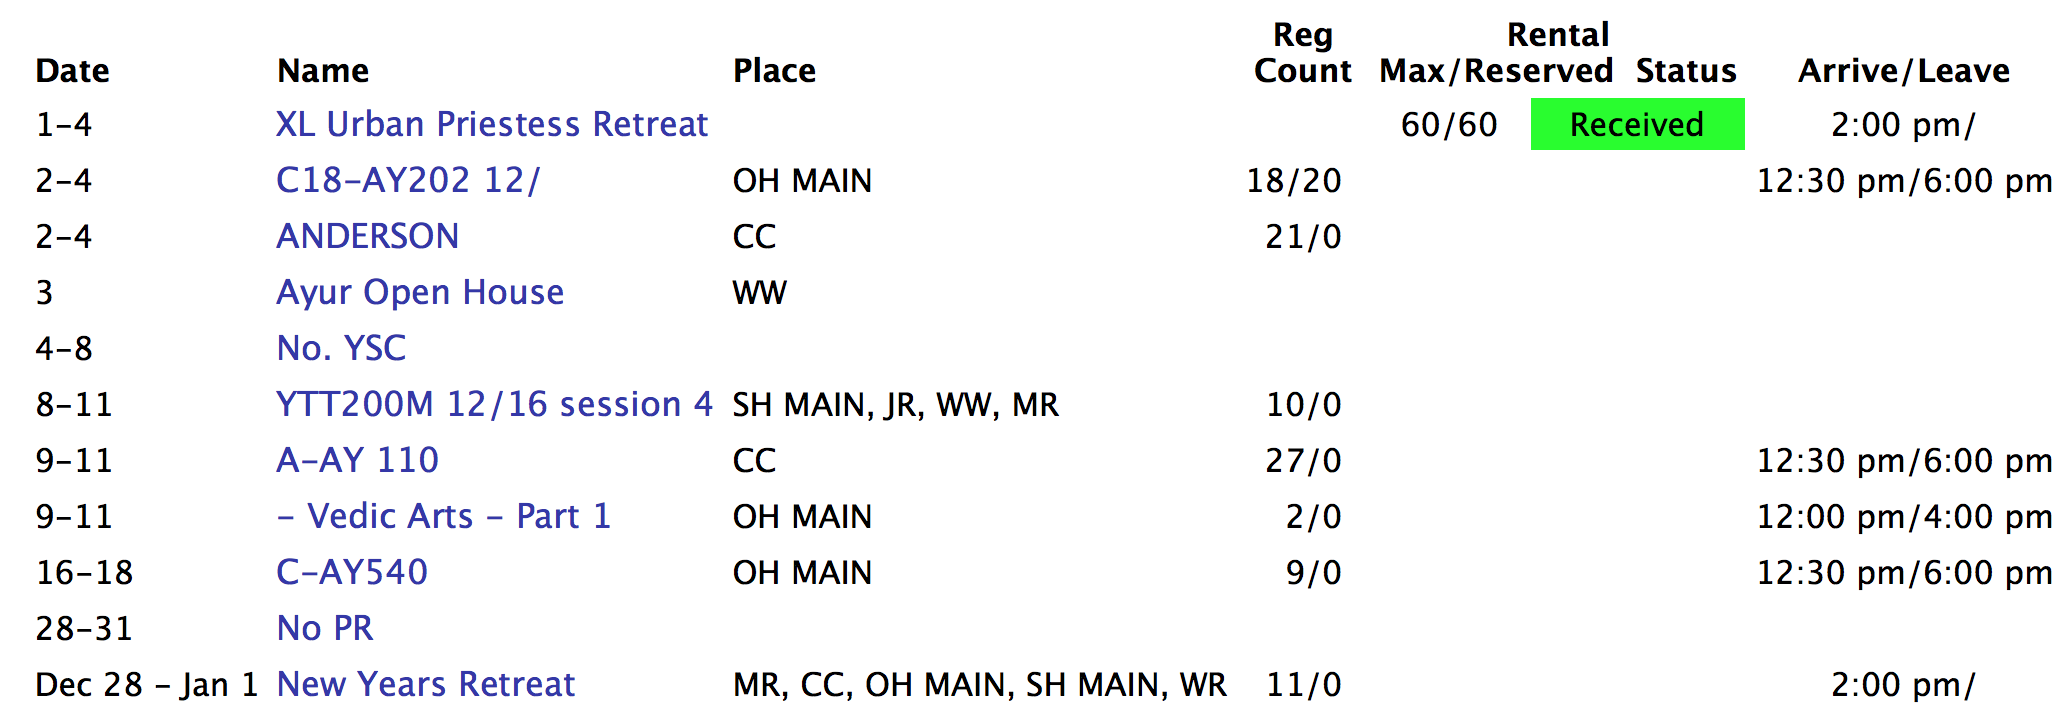 Reg Rental
Date Name Place Count Max/Reserved Status Arrive/Leave
1-4 XL Urban Priestess Retreat 60/60 Received 2:00 pm/
2-4 C18-AY202 12/ OH MAIN 18/20 12:30 pm/6:00 pm
2-4 ANDERSON CC 21/0
3 Ayur Open House WW
4-8 No. YSC
8-11 YTT200M 12/16 session 4 SH MAIN, JR, WW, MR 10/0
9-11 A-AY 110 CC 27/0 12:30 pm/6:00 pm
9-11 - Vedic Arts - Part 1 OH MAIN 2/0 12:00 pm/4:00 pm
16-18 C-AY540 OH MAIN 9/0 12:30 pm/6:00 pm
28-31 No PR
Dec 28 - Jan 1 New Years Retreat MR, CC, OH MAIN, SH MAIN, WR 11/0 2:00 pm/